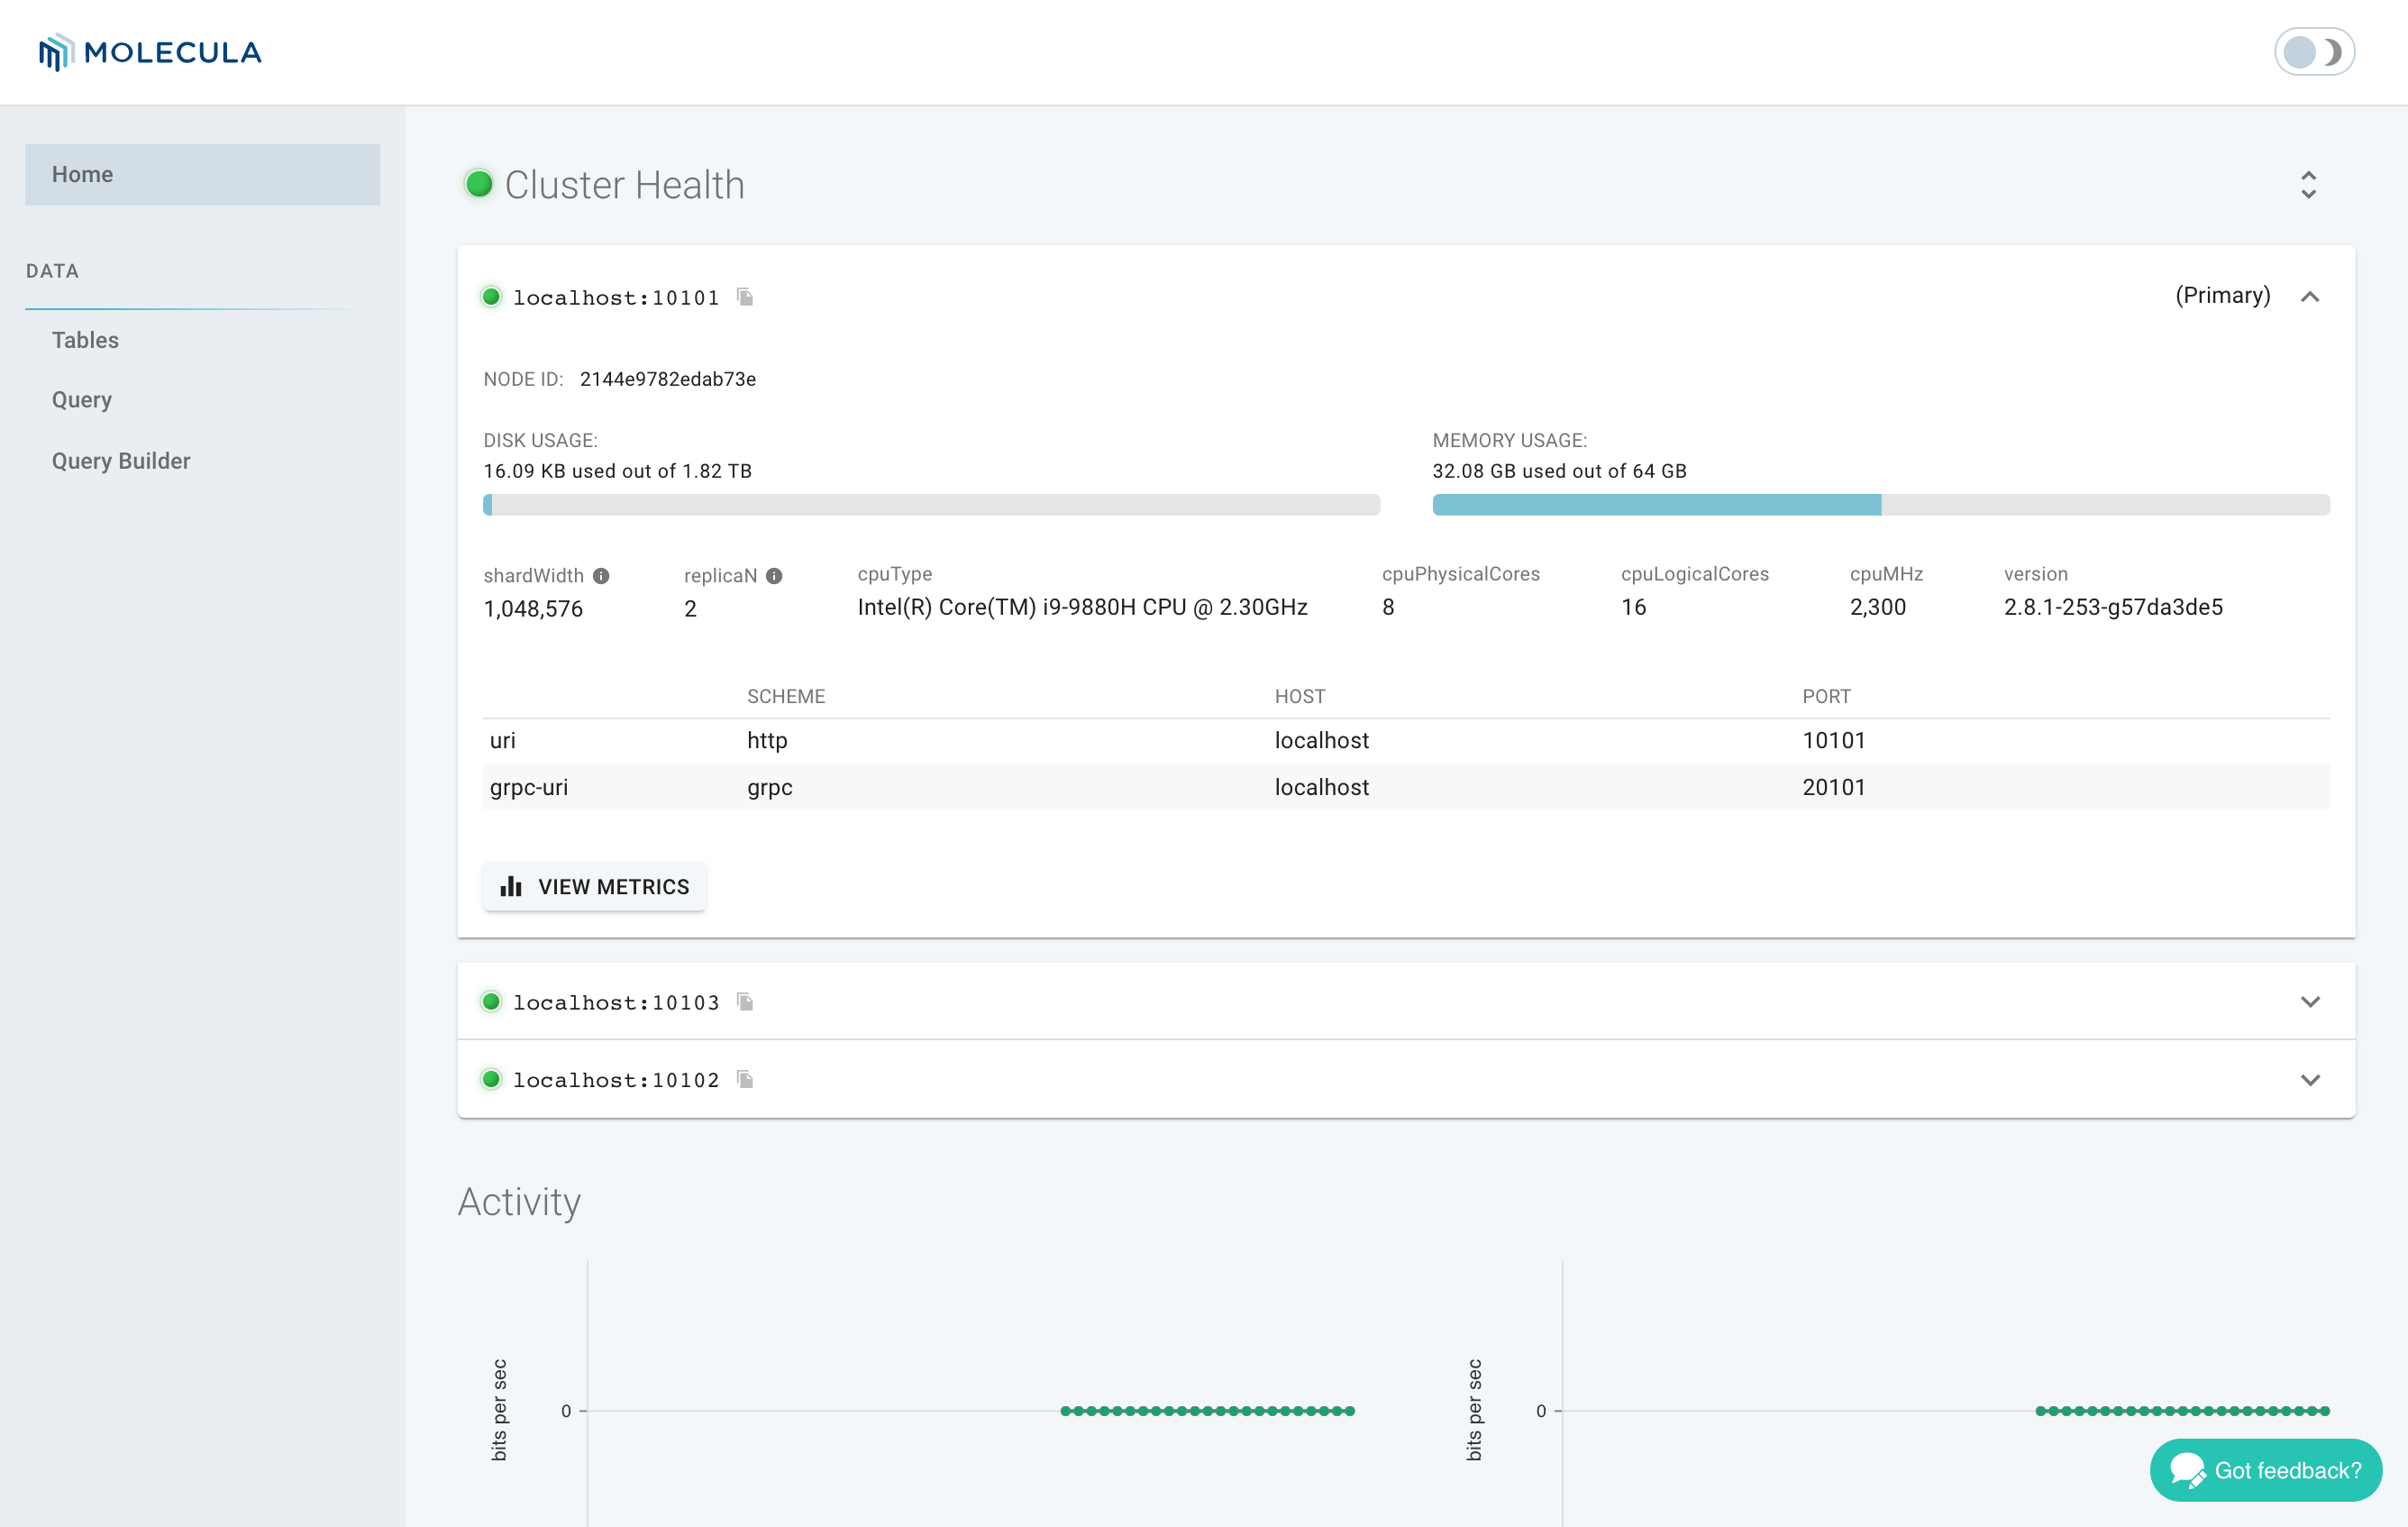 MOLECULA
Home
DATA
Tables
Query
Query Builder
Cluster Health
localhost:10101
(Primary)
NODE ID: 2144e9782edab73e
DISK USAGE:
16.09 KB used out of 1.82 TB
MEMORY USAGE:
32.08 GB used out of 64 GB
shardWidth
1,048,576
replicaN
2
cpuType
Intel(R) Core(TM) i9-9880H CPU @ 2.30GHz
cpuPhysicalCores
8
cpuLogicalCores
16
cpuMHz
2,300
version
2.8.1-253-g57da3de5
SCHEME HOST PORT
uri http localhost 10101
grpc-uri grpc localhost 20101
VIEW METRICS
localhost:10103
localhost:10102
Activity
bits per sec
0
bits per sec
0
Got feedback?